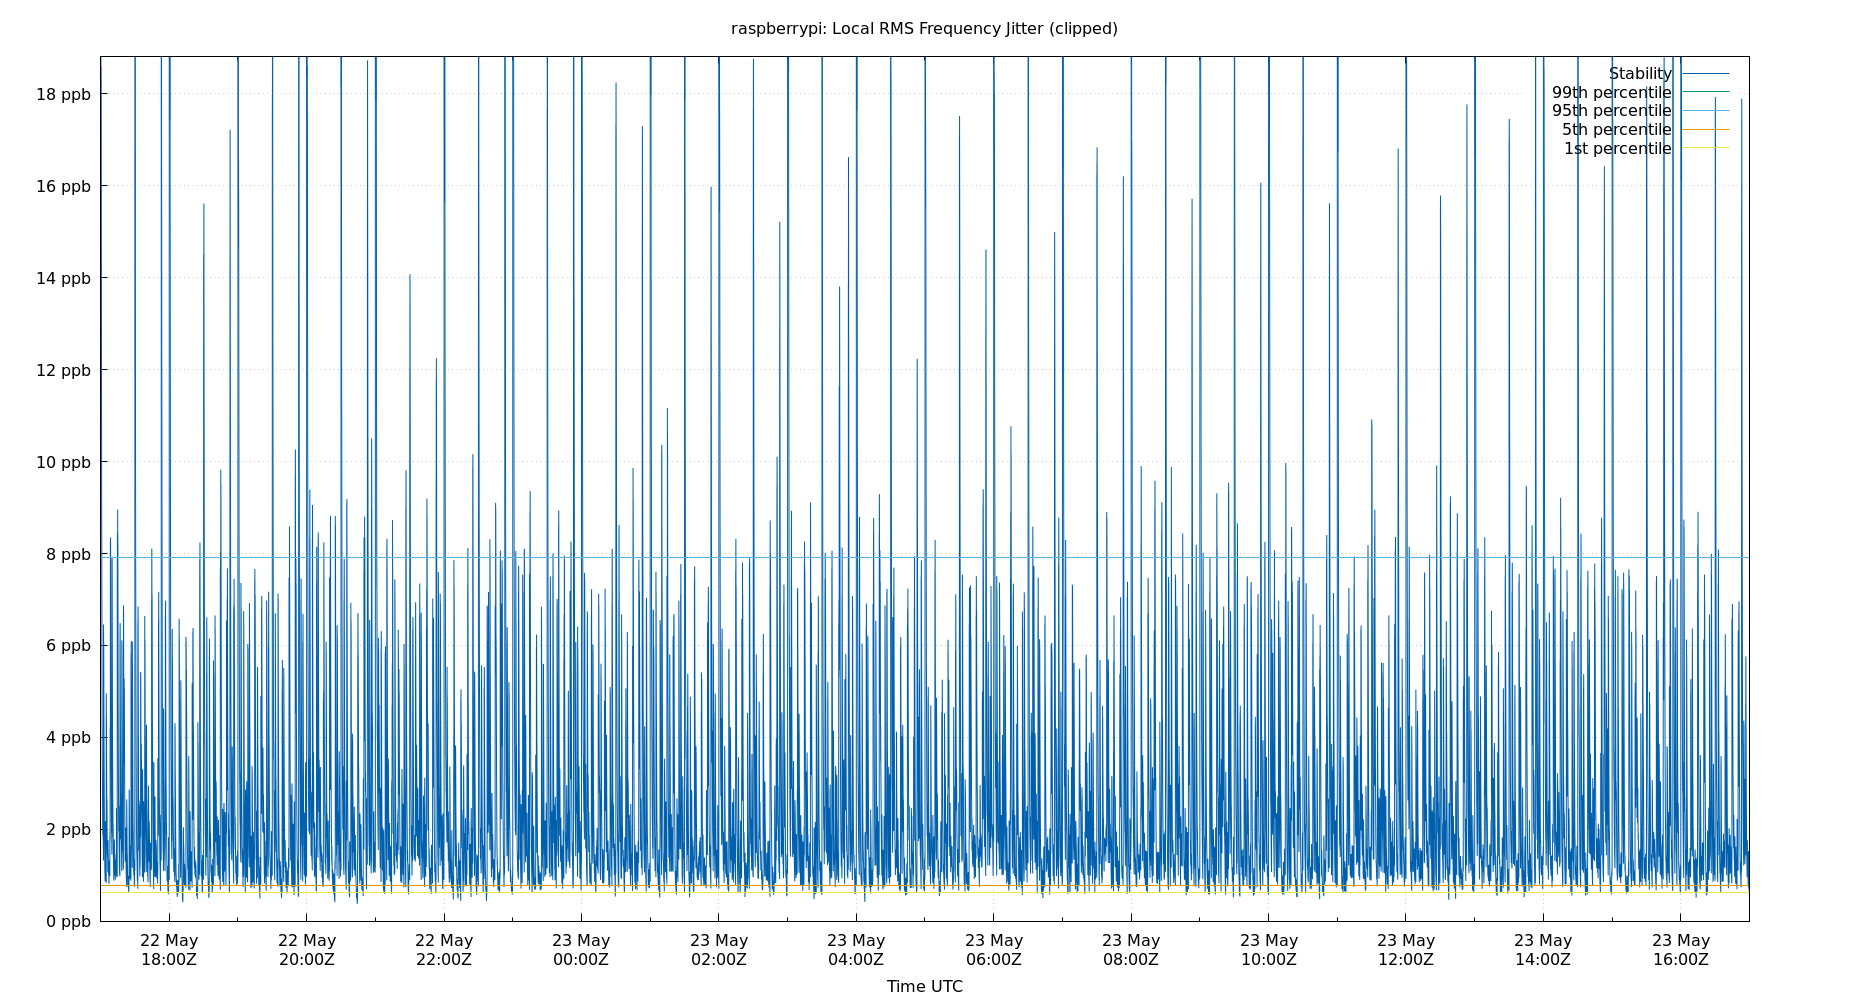 raspberrypi: Local RMS Frequency Jitter (clipped)
Stability
99th percentile
95th percentile
5th percentile
1st percentile
18 ppb
16 ppb
14 ppb
12 ppb
10 ppb
8 ppb
6 ppb
4 ppb
2 ppb
0 ppb
22 May 22 May 22 May 23 May 23 May 23 May 23 May 23 May 23 May 23 May 23 May 23 May
18:00Z 20:00Z 22:00Z 00:00Z 02:00Z 04:00Z 06:00Z 08:00Z 10:00Z 12:00Z 14:00Z 16:00Z
Time UTC